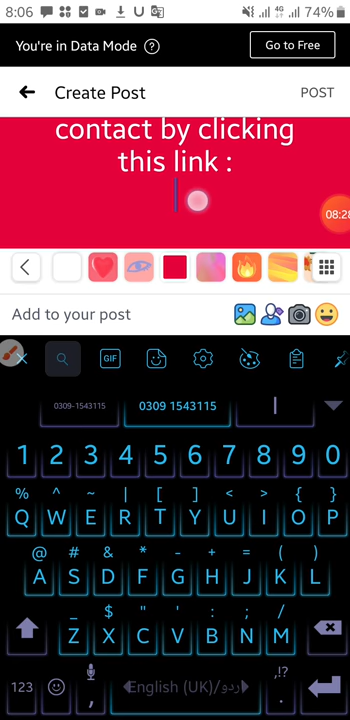 8:06
4G
74%
You're in Data Mode
Go to Free
Create Post
POST
contact by clicking
this link :
08:28
Add to your post
GIF
0309-1543115
0309 1543115
1 2 3 4 5 6 7 8 9 0
% ^ ~ | [ ] < > { }
Q W E R T Y U I O P
@ # & * - + = ( )
A S D F G H J K L
_ $ " ' : ; /
Z X C V B N M
123
,
English (UK)/اردو
,!?
.